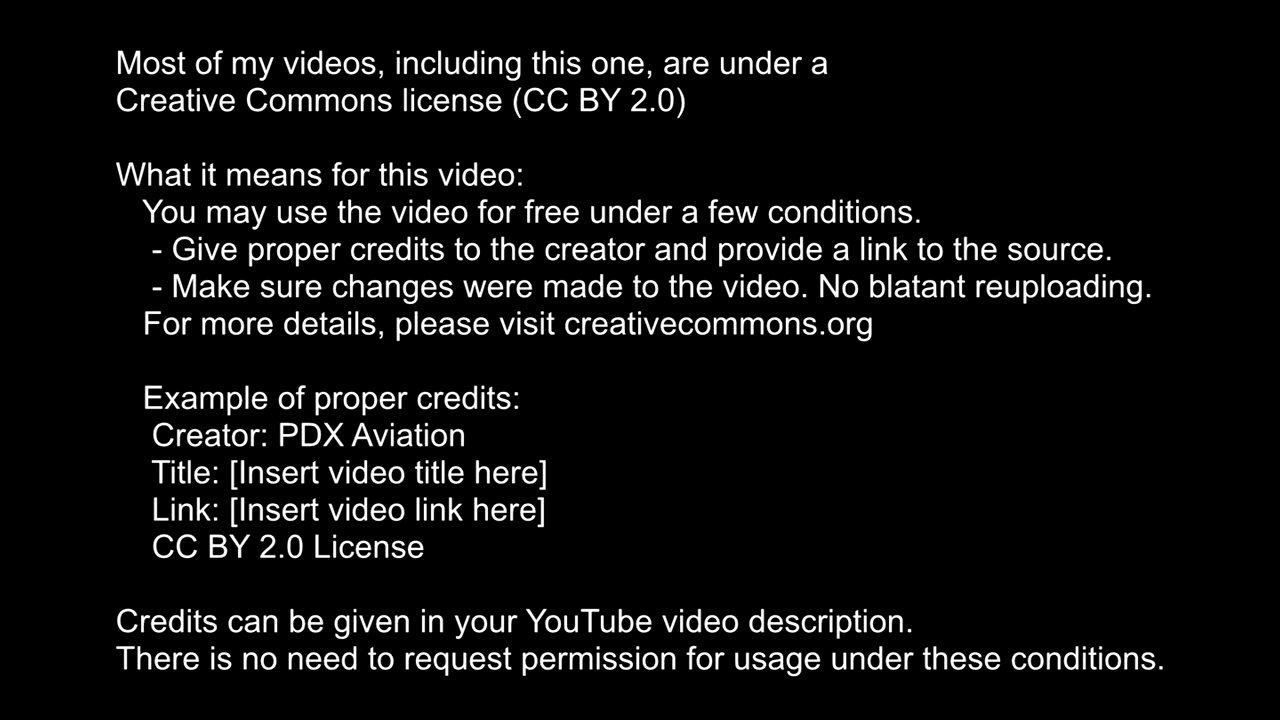 Most of my videos, including this one, are under a
Creative Commons license (CC BY 2.0)
What it means for this video:
You may use the video for free under a few conditions.
- Give proper credits to the creator and provide a link to the source.
- Make sure changes were made to the video. No blatant reuploading.
For more details, please visit creativecommons.org
Example of proper credits:
Creator: PDX Aviation
Title: [Insert video title here]
Link: [Insert video link here]
CC BY 2.0 License
Credits can be given in your YouTube video description.
There is no need to request permission for usage under these conditions.